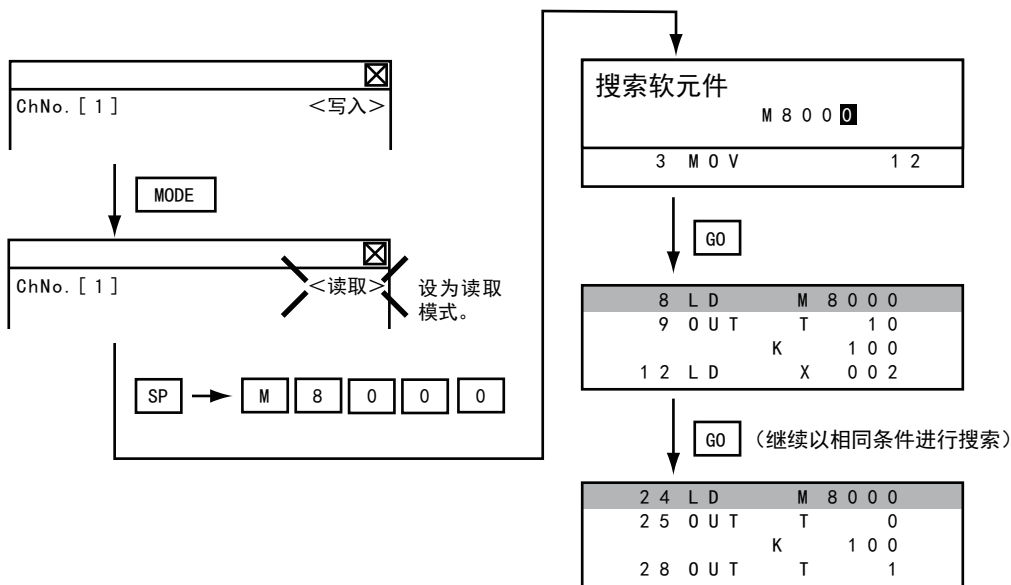 ChNo.[1] <写入>
MODE
ChNo.[1] <读取>
设为读取
模式。
SP M 8 0 0 0
搜索软元件
M8000
3 MOV 12
GO
8 LD M 8000
9 OUT T 10
K 100
12 LD X 002
GO (继续以相同条件进行搜索)
24 LD M 8000
25 OUT T 0
K 100
28 OUT T 1